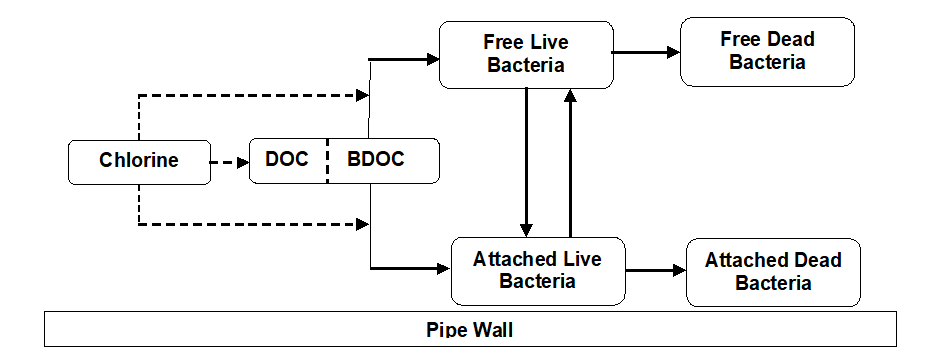 Free Live
Bacteria
Free Dead
Bacteria
Chlorine
DOC
BDOC
Attached Live
Bacteria
Attached Dead
Bacteria
Pipe Wall